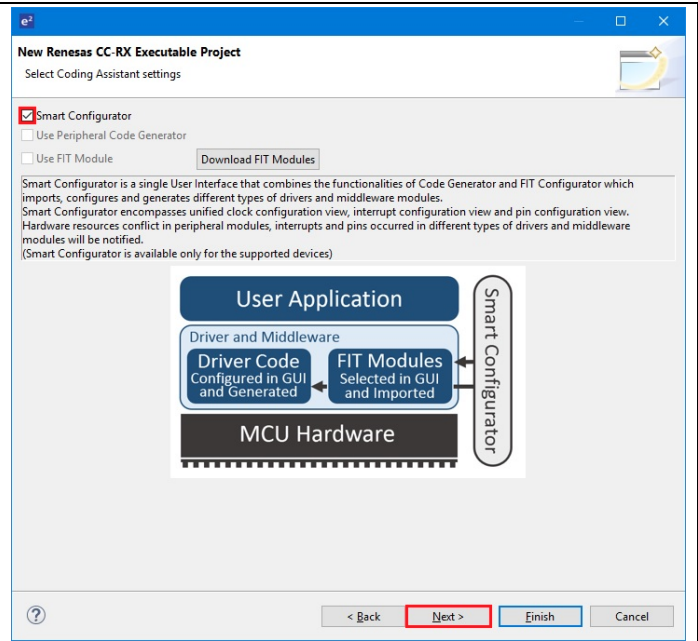 e²
New Renesas CC-RX Executable Project
Select Coding Assistant settings
Smart Configurator
Use Peripheral Code Generator
Use FIT Module
Download FIT Modules
Smart Configurator is a single User Interface that combines the functionalities of Code Generator and FIT Configurator which
imports, configures and generates different types of drivers and middleware modules.
Smart Configurator encompasses unified clock configuration view, interrupt configuration view and pin configuration view.
Hardware resources conflict in peripheral modules, interrupts and pins occurred in different types of drivers and middleware
modules will be notified.
(Smart Configurator is available only for the supported devices)
User Application
Driver and Middleware
Driver Code
Configured in GUI
and Generated
FIT Modules
Selected in GUI
and Imported
MCU Hardware
Smart Configurator
?
< Back
Next >
Finish
Cancel